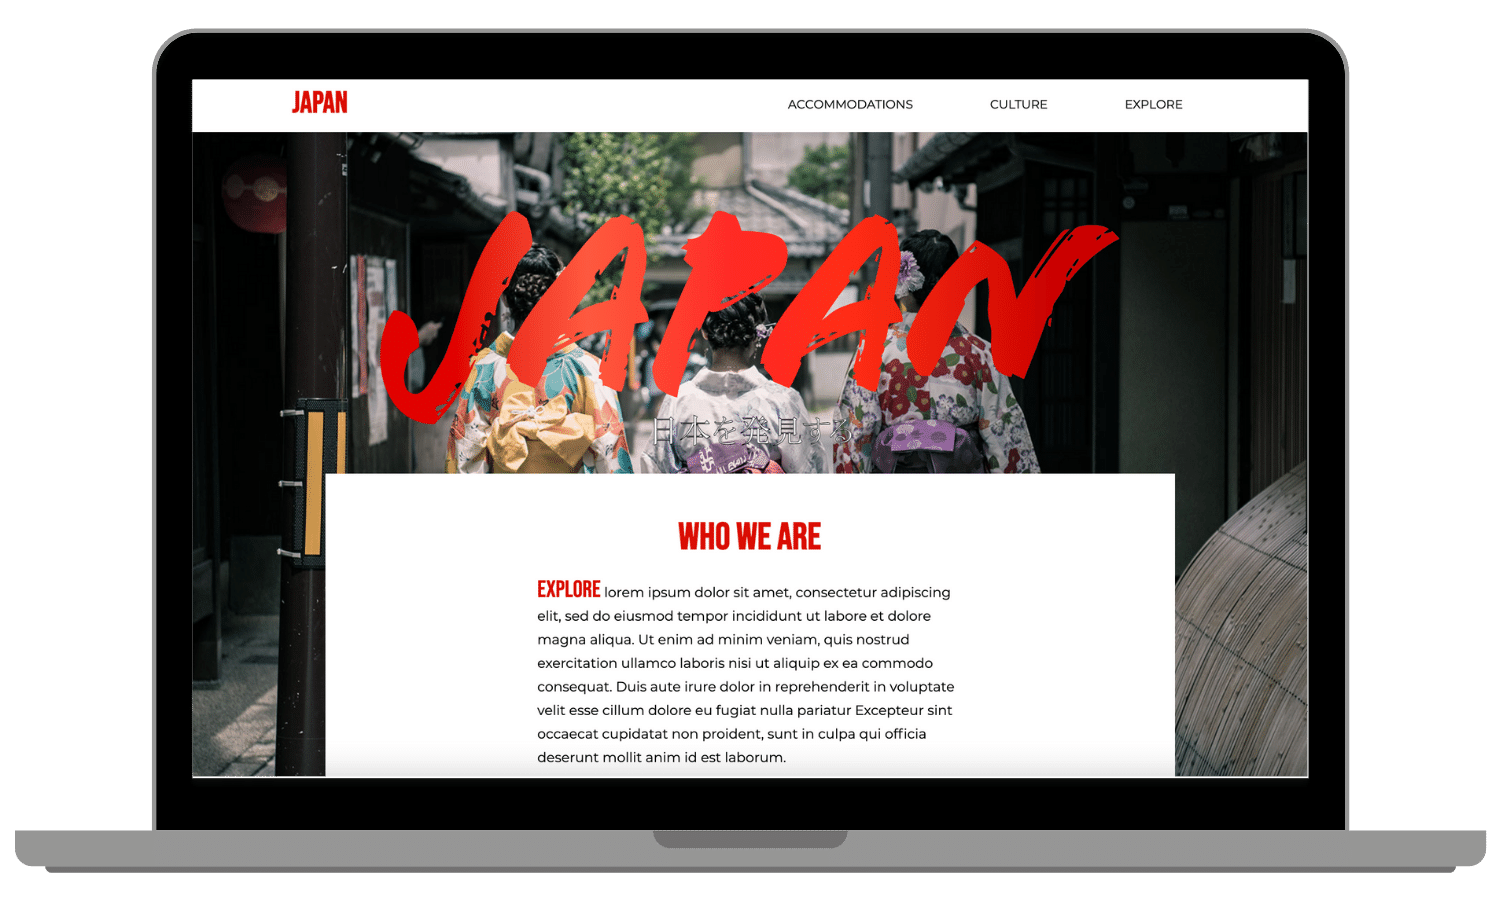 JAPAN
ACCOMMODATIONS CULTURE EXPLORE
JAPAN
日本を発見する
WHO WE ARE
EXPLORE lorem ipsum dolor sit amet, consectetur adipiscing
elit, sed do eiusmod tempor incididunt ut labore et dolore
magna aliqua. Ut enim ad minim veniam, quis nostrud
exercitation ullamco laboris nisi ut aliquip ex ea commodo
consequat. Duis aute irure dolor in reprehenderit in voluptate
velit esse cillum dolore eu fugiat nulla pariatur Excepteur sint
occaecat cupidatat non proident, sunt in culpa qui officia
deserunt mollit anim id est laborum.